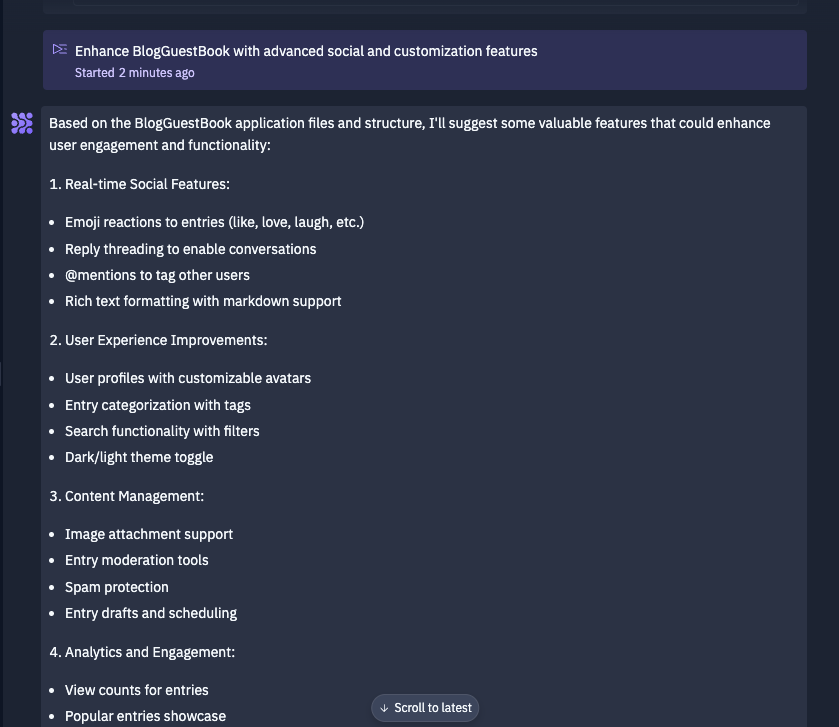 Enhance BlogGuestBook with advanced social and customization features
Started 2 minutes ago
Based on the BlogGuestBook application files and structure, I'll suggest some valuable features that could enhance
user engagement and functionality:
1. Real-time Social Features:
• Emoji reactions to entries (like, love, laugh, etc.)
• Reply threading to enable conversations
• @mentions to tag other users
• Rich text formatting with markdown support
2. User Experience Improvements:
• User profiles with customizable avatars
• Entry categorization with tags
• Search functionality with filters
• Dark/light theme toggle
3. Content Management:
• Image attachment support
• Entry moderation tools
• Spam protection
• Entry drafts and scheduling
4. Analytics and Engagement:
• View counts for entries
• Popular entries showcase
↓ Scroll to latest